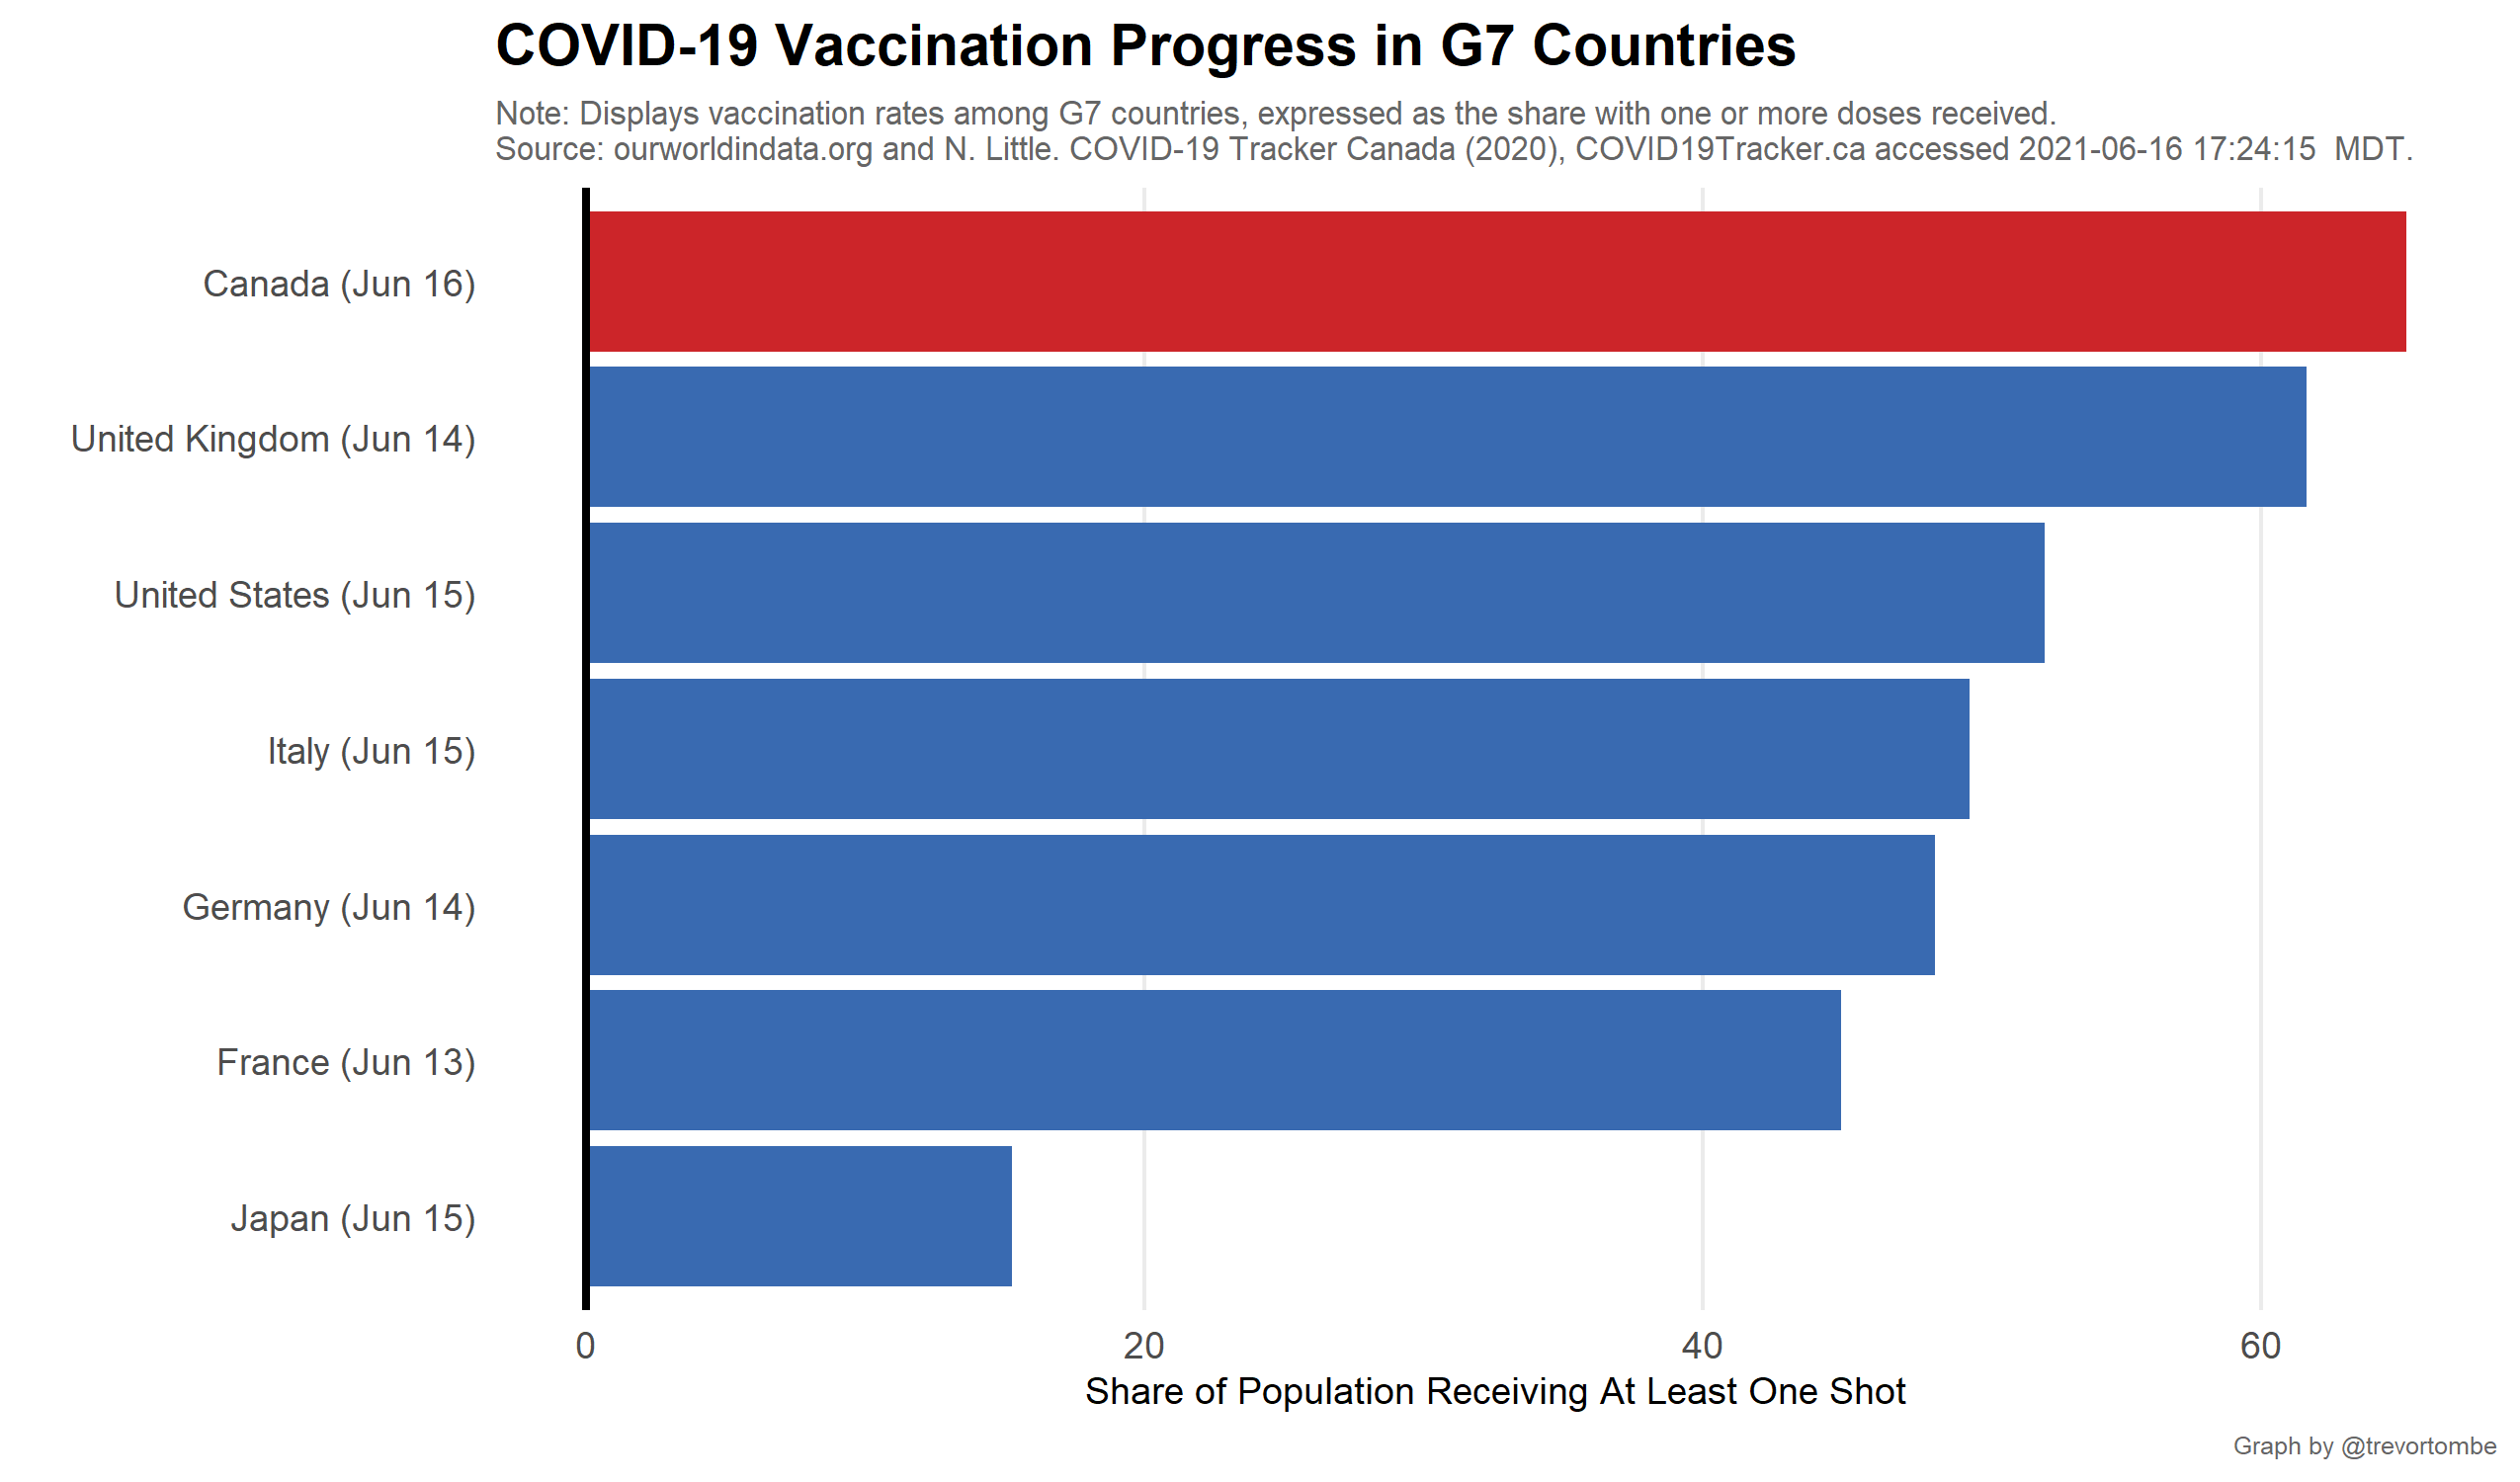 COVID-19 Vaccination Progress in G7 Countries
Note: Displays vaccination rates among G7 countries, expressed as the share with one or more doses received.
Source: ourworldindata.org and N. Little. COVID-19 Tracker Canada (2020), COVID19Tracker.ca accessed 2021-06-16 17:24:15  MDT.
Canada (Jun 16)
United Kingdom (Jun 14)
United States (Jun 15)
Italy (Jun 15)
Germany (Jun 14)
France (Jun 13)
Japan (Jun 15)
0 20 40 60
Share of Population Receiving At Least One Shot
Graph by @trevortombe